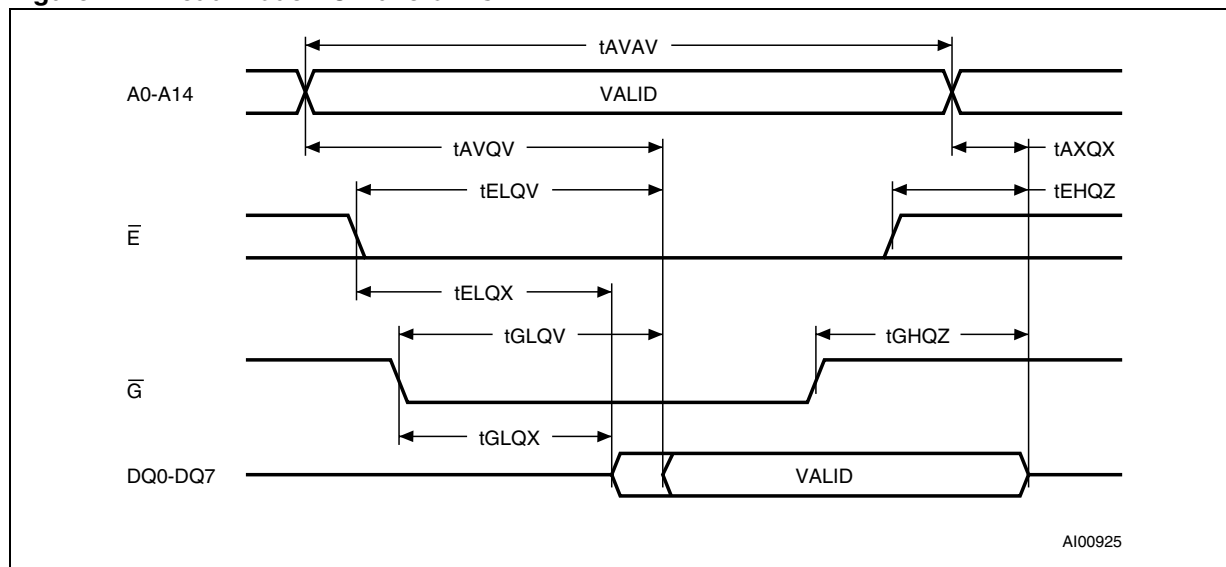 tAVAV
A0-A14
VALID
tAVQV
tAXQX
tELQV
tEHQZ
E
tELQX
tGLQV
tGHQZ
G
tGLQX
DQ0-DQ7
VALID
AI00925